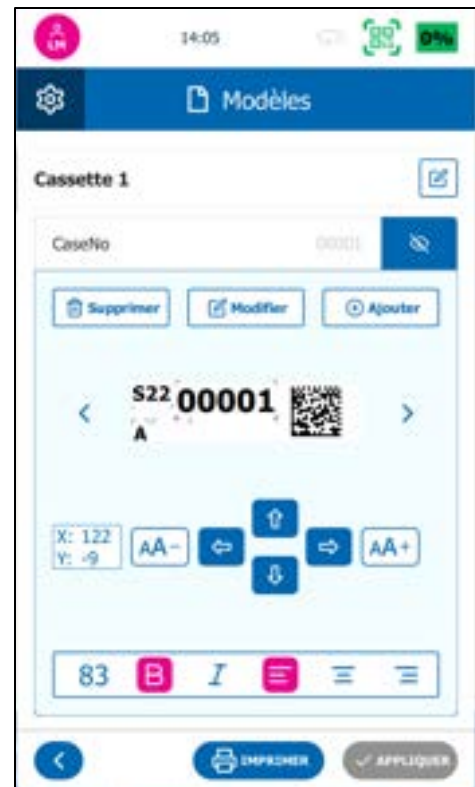 LM 14:05 0%
Modèles
Cassette 1
CaseNo 00001
Supprimer Modifier Ajouter
S22 00001
A
X: 122
Y: -9
AA- AA+
83 B I
IMPRIMER APPLIQUER